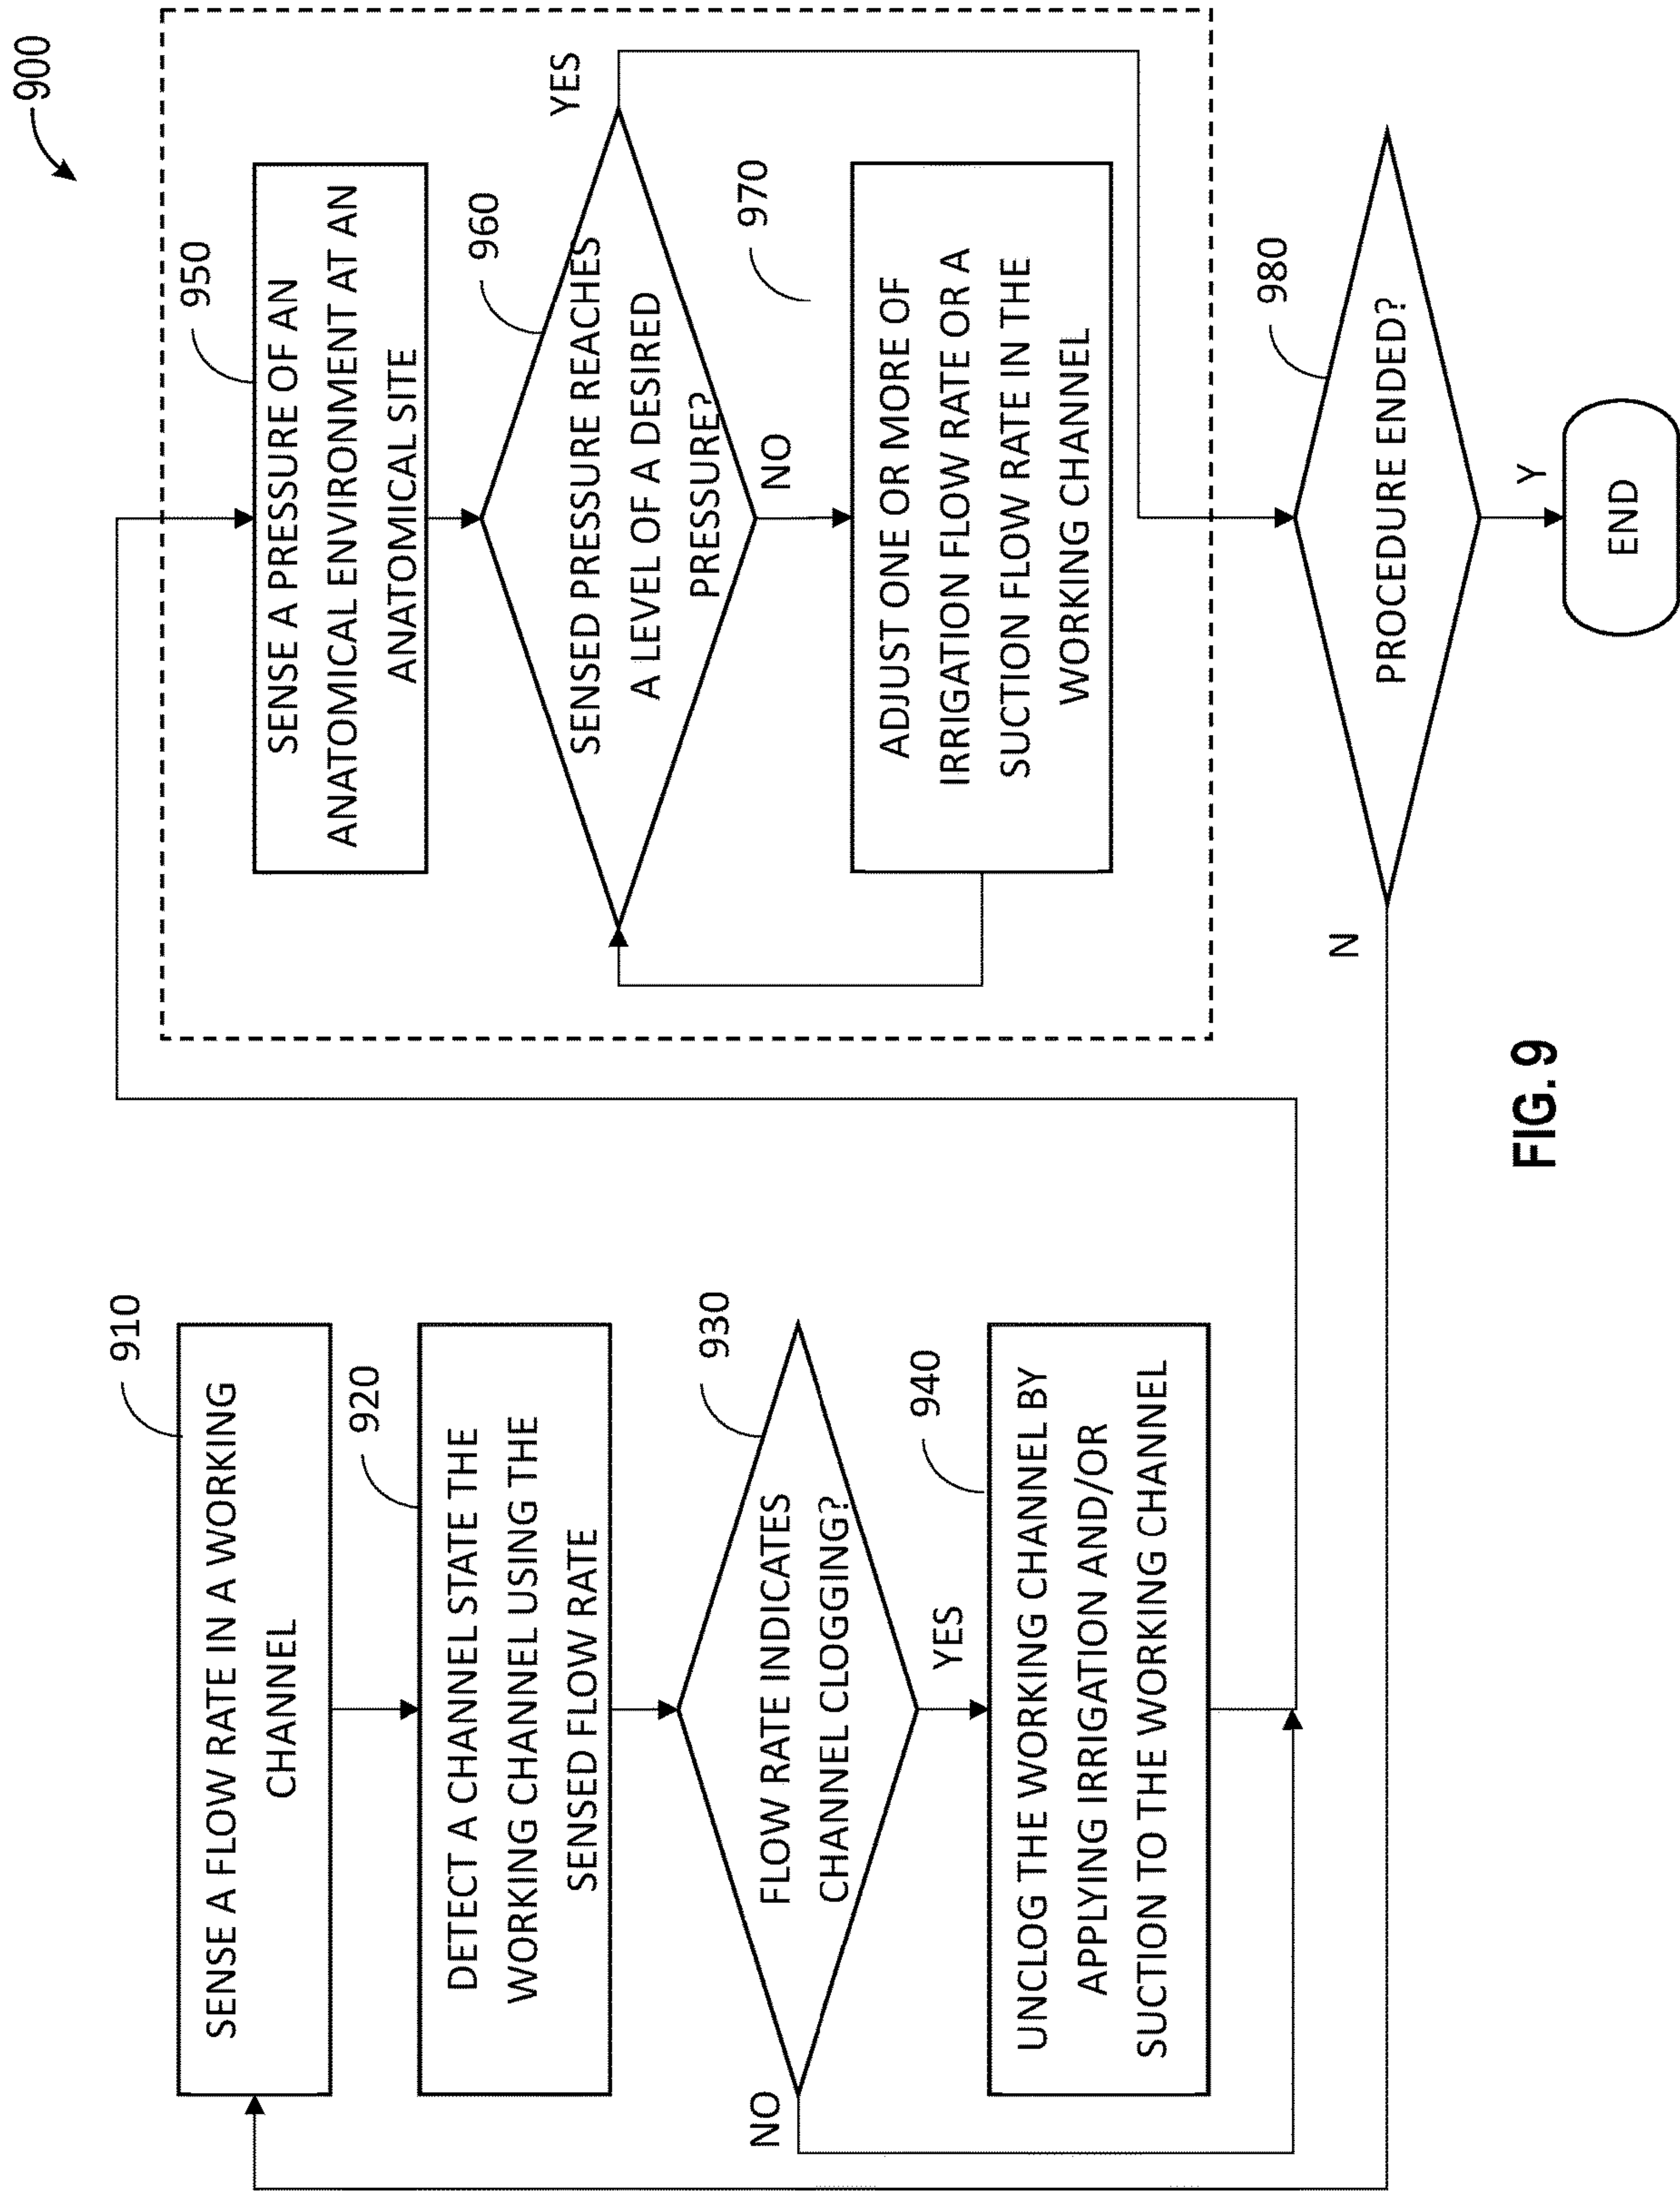 900
910
SENSE A FLOW RATE IN A WORKING
CHANNEL
920
DETECT A CHANNEL STATE THE
WORKING CHANNEL USING THE
SENSED FLOW RATE
930
FLOW RATE INDICATES
CHANNEL CLOGGING?
NO
YES
940
UNCLOG THE WORKING CHANNEL BY
APPLYING IRRIGATION AND/OR
SUCTION TO THE WORKING CHANNEL
950
SENSE A PRESSURE OF AN
ANATOMICAL ENVIRONMENT AT AN
ANATOMICAL SITE
960
SENSED PRESSURE REACHES
A LEVEL OF A DESIRED
PRESSURE?
YES
NO
970
ADJUST ONE OR MORE OF
IRRIGATION FLOW RATE OR A
SUCTION FLOW RATE IN THE
WORKING CHANNEL
980
PROCEDURE ENDED?
N
Y
END
FIG. 9